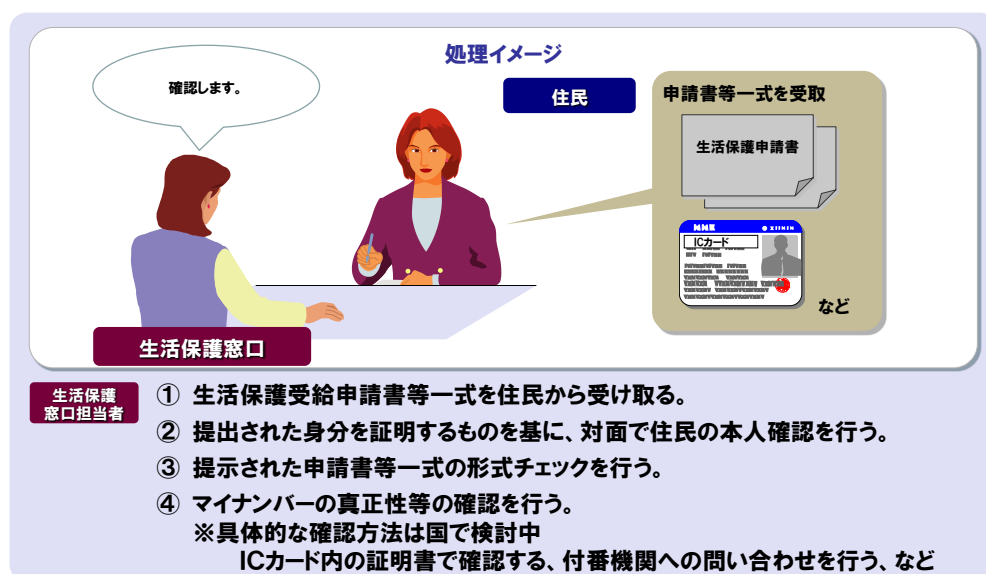 処理イメージ
確認します。
住民
申請書等一式を受取
生活保護申請書
ICカード
など
生活保護窓口
生活保護
窓口担当者
① 生活保護受給申請書等一式を住民から受け取る。
② 提出された身分を証明するものを基に、対面で住民の本人確認を行う。
③ 提示された申請書等一式の形式チェックを行う。
④ マイナンバーの真正性等の確認を行う。
※具体的な確認方法は国で検討中
ICカード内の証明書で確認する、付番機関への問い合わせを行う、など